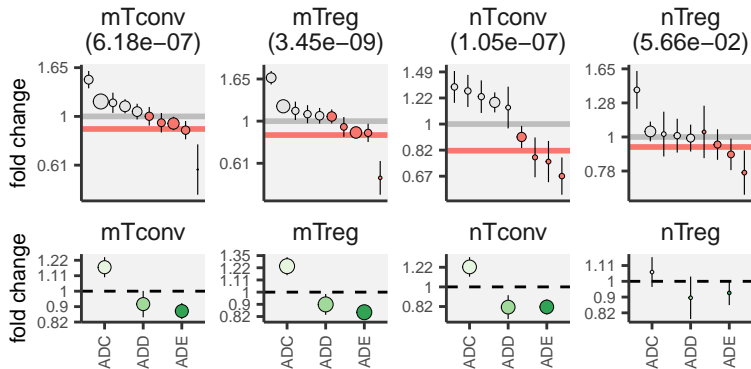 mTconv
(6.18e−07)
mTreg
(3.45e−09)
nTconv
(1.05e−07)
nTreg
(5.66e−02)
fold change
1.65
1
0.61
1.65
1
0.61
1.49
1.22
1
0.82
0.67
1.65
1.28
1
0.78
mTconv
mTreg
nTconv
nTreg
fold change
1.22
1.11
1
0.9
0.82
1.35
1.22
1.11
1
0.9
0.82
1.22
1
0.82
1.11
1
0.9
0.82
ADC
ADD
ADE
ADC
ADD
ADE
ADC
ADD
ADE
ADC
ADD
ADE